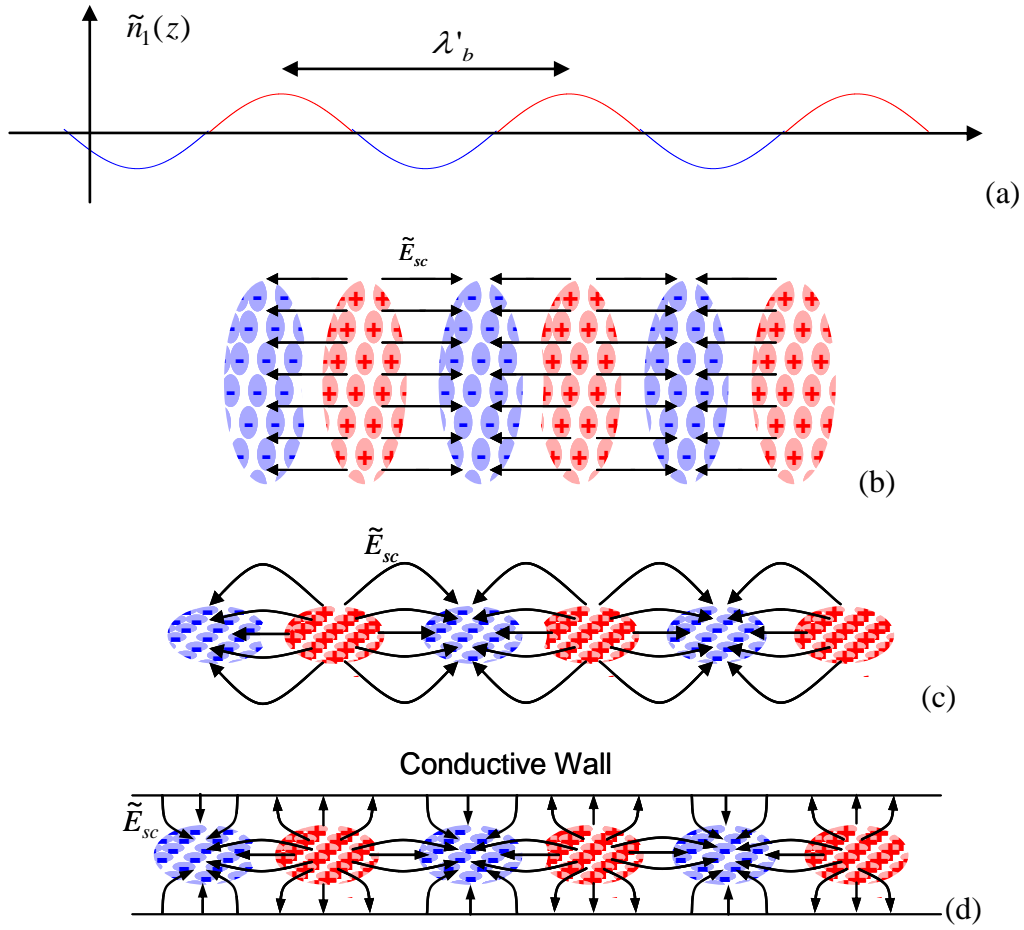 ñ₁(z)
λ'_b
(a)
Ẽ_sc
(b)
Ẽ_sc
(c)
Conductive Wall
Ẽ_sc
(d)